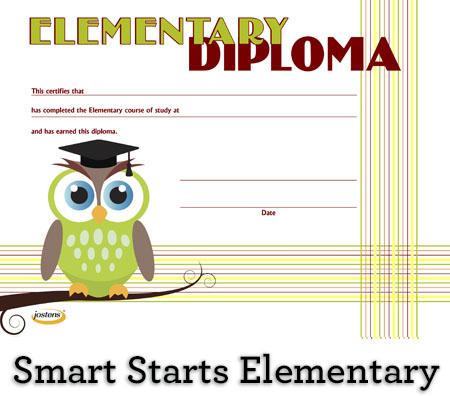 ELEMENTARY
DIPLOMA
This certifies that
has completed the Elementary course of study at
and has earned this diploma.
Date
jostens
Smart Starts Elementary